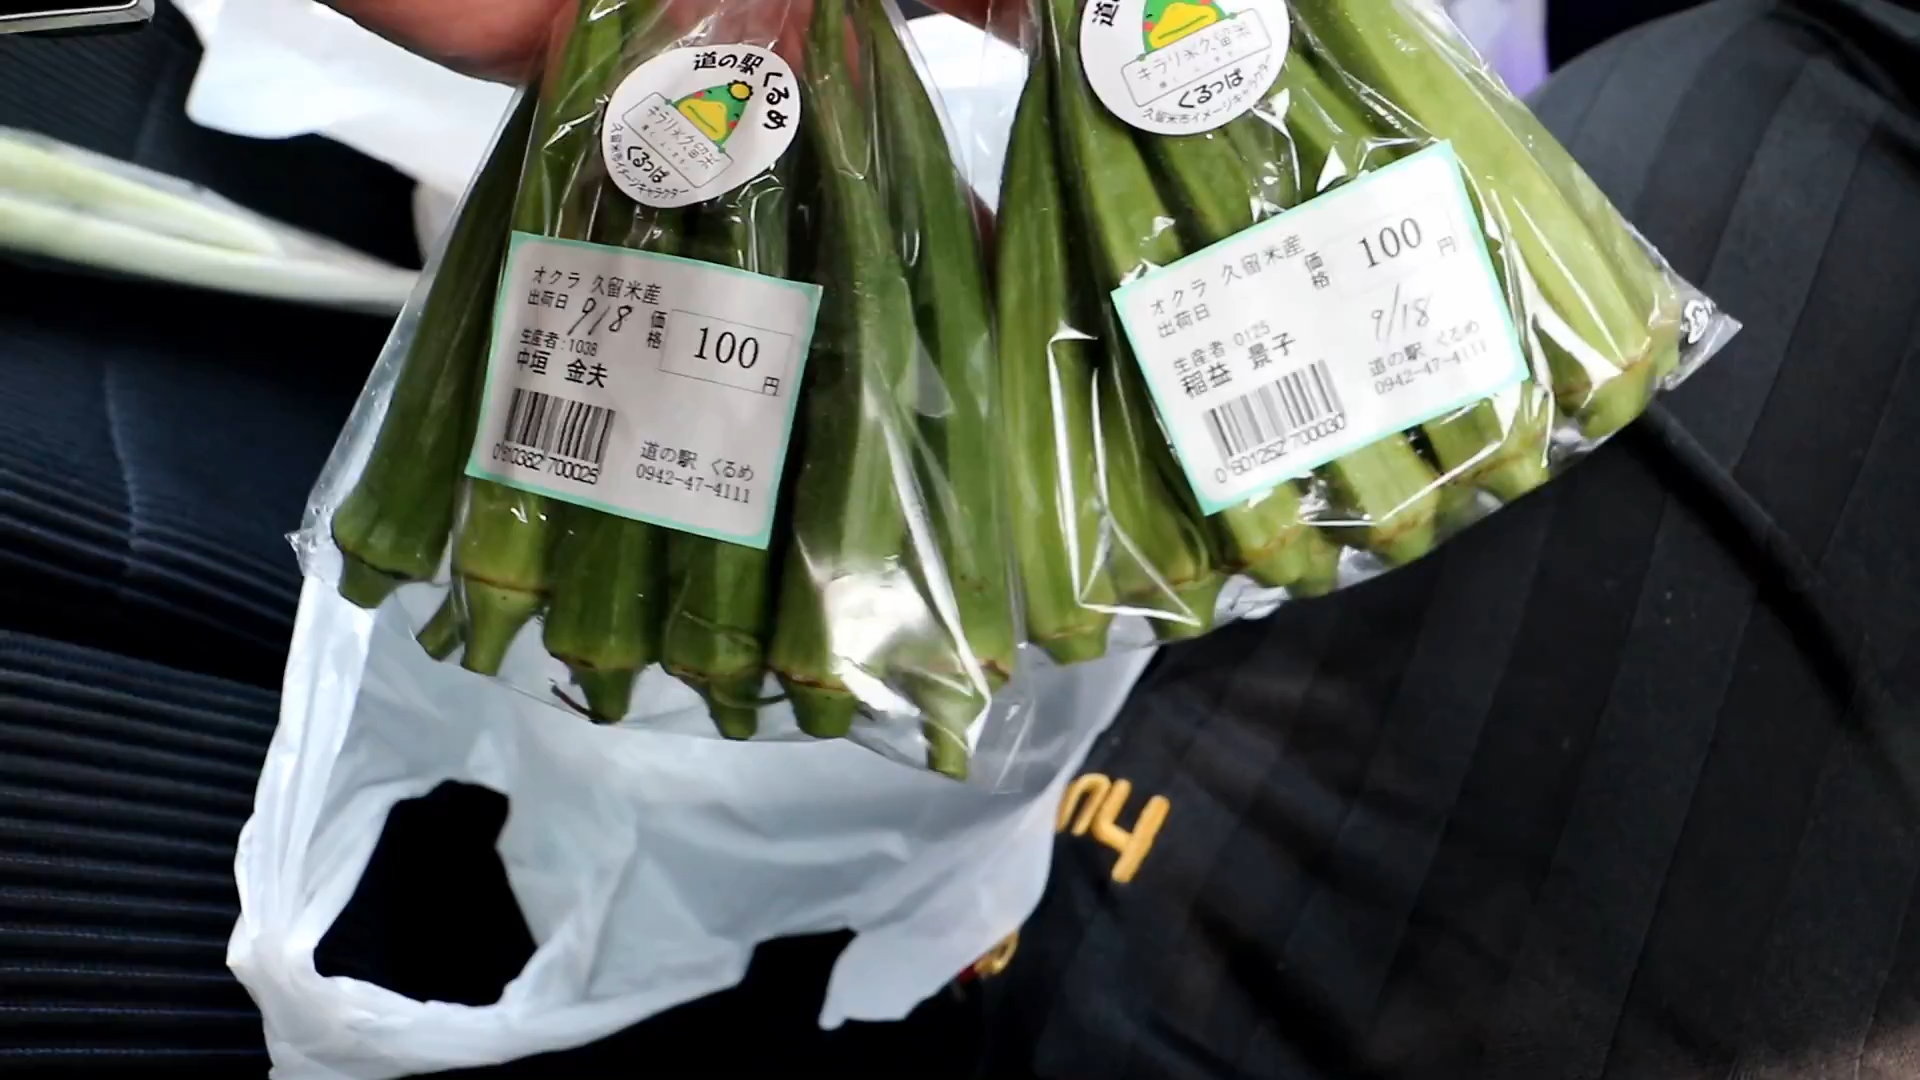 道の駅 くるめ
キラリ米久留米
くるっぱ
久留米市イメージキャラクター
オクラ 久留米産
出荷日 9/18
価格 100 円
生産者:1038
中垣 金夫
道の駅 くるめ
0942-47-4111
道
キラリ米久留米
くるっぱ
久留米市イメージキャラクター
オクラ 久留米産
価格 100 円
出荷日
9/18
生産者 0125
稲益 景子
道の駅 くるめ
0942-47-4111
0 801252 700030